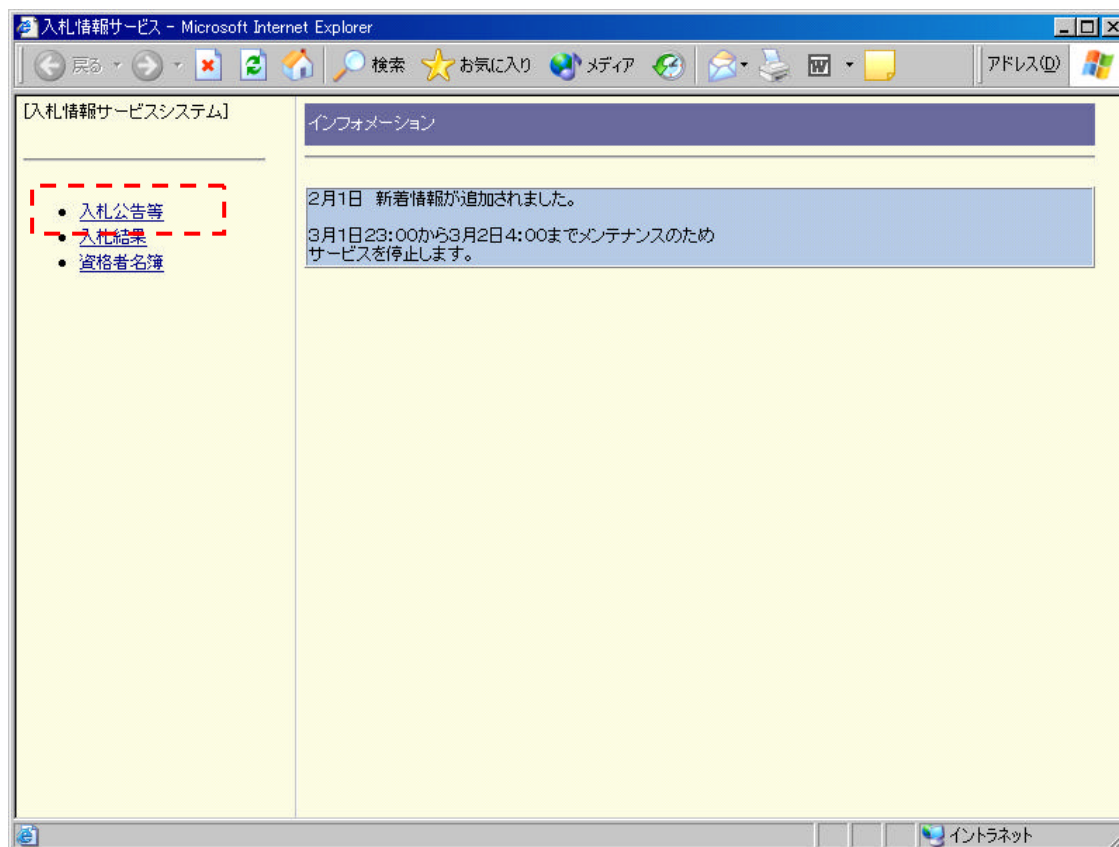 入札情報サービス - Microsoft Internet Explorer
戻る 検索 お気に入り メディア アドレス(D)
[入札情報サービスシステム]
インフォメーション
入札公告等
入札結果
資格者名簿
2月1日 新着情報が追加されました。
3月1日23:00から3月2日4:00までメンテナンスのため
サービスを停止します。
イントラネット